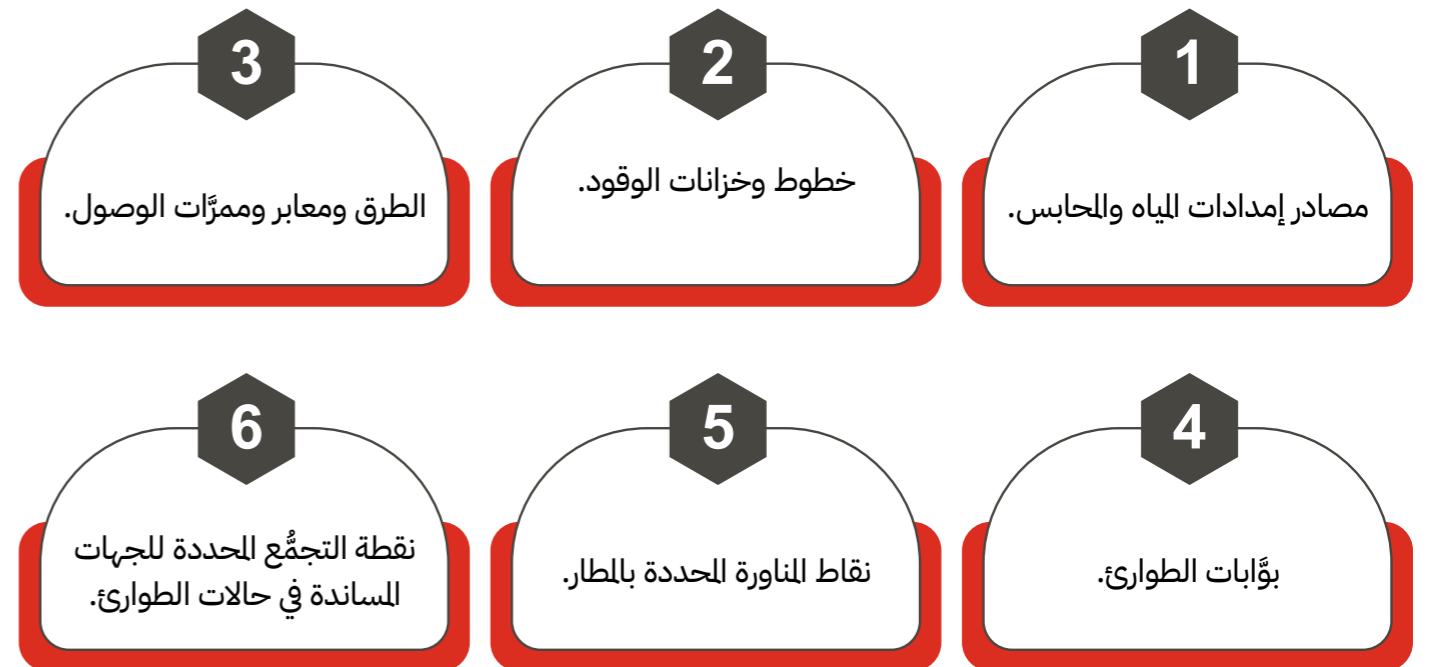 1
مصادر إمدادات المياه والمحابس.
2
خطوط وخزانات الوقود.
3
الطرق ومعابر وممرَّات الوصول.
4
بوَّابات الطوارئ.
5
نقاط المناورة المحددة بالمطار.
6
نقطة التجمُّع المحددة للجهات
المساندة في حالات الطوارئ.